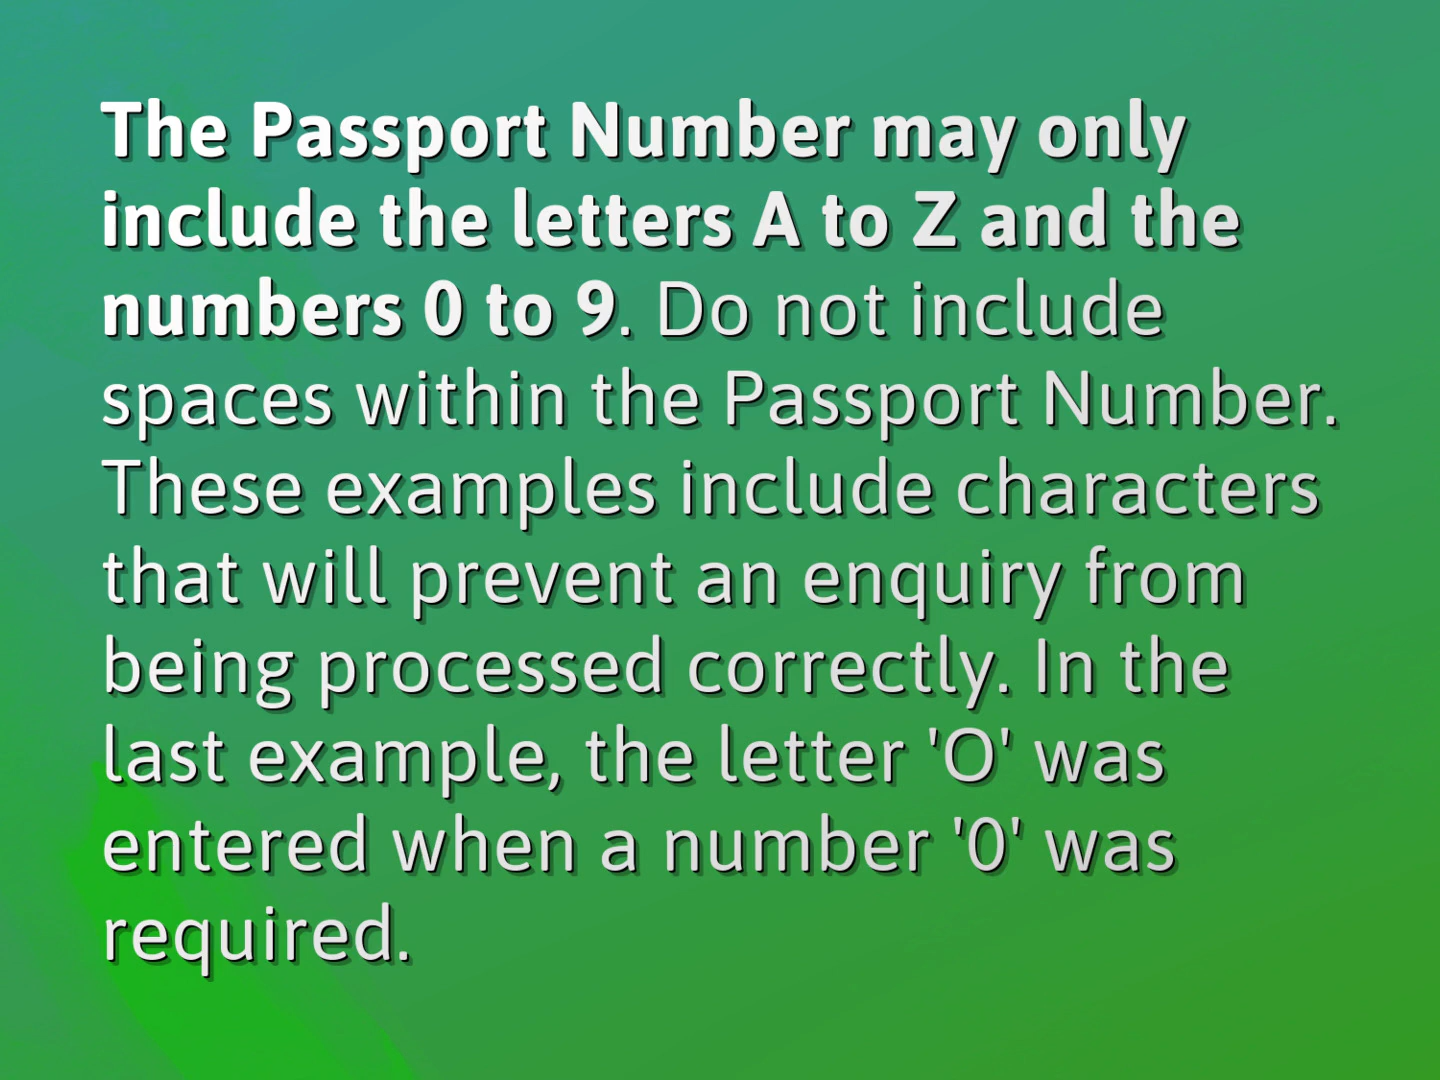 The Passport Number may only
include the letters A to Z and the
numbers 0 to 9. Do not include
spaces within the Passport Number.
These examples include characters
that will prevent an enquiry from
being processed correctly. In the
last example, the letter 'O' was
entered when a number '0' was
required.